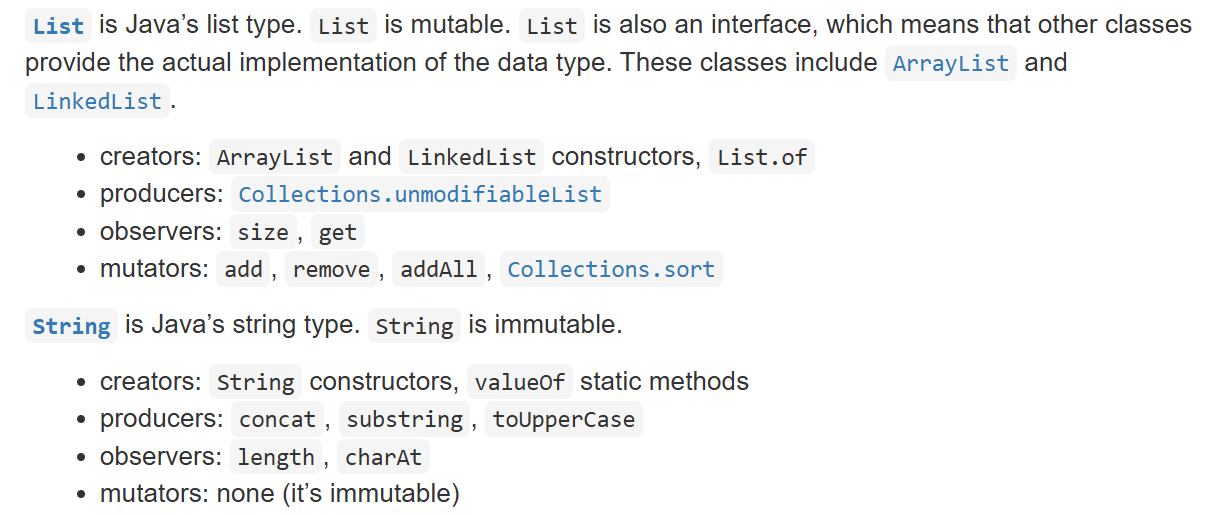 List is Java’s list type. List is mutable. List is also an interface, which means that other classes
provide the actual implementation of the data type. These classes include ArrayList and
LinkedList.
• creators: ArrayList and LinkedList constructors, List.of
• producers: Collections.unmodifiableList
• observers: size, get
• mutators: add, remove, addAll, Collections.sort
String is Java’s string type. String is immutable.
• creators: String constructors, valueOf static methods
• producers: concat, substring, toUpperCase
• observers: length, charAt
• mutators: none (it’s immutable)